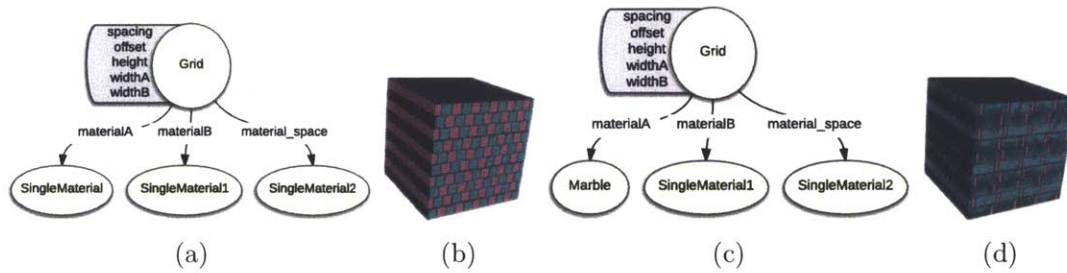 spacing
offset
height
widthA
widthB
Grid
materialA
materialB
material_space
SingleMaterial
SingleMaterial1
SingleMaterial2
(a)
(b)
spacing
offset
height
widthA
widthB
Grid
materialA
materialB
material_space
Marble
SingleMaterial1
SingleMaterial2
(c)
(d)